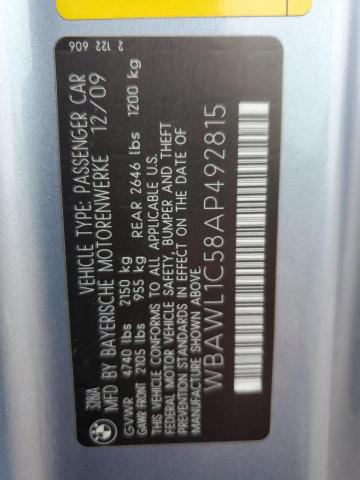 328iA
2 122 606
VEHICLE TYPE: PASSENGER CAR
MFD BY BAYERISCHE MOTORENWERKE 12/09
GVWR 4740 lbs 2150 kg
GAWR FRONT 2105 lbs 955 kg REAR 2646 lbs 1200 kg
THIS VEHICLE CONFORMS TO ALL APPLICABLE U.S.
FEDERAL MOTOR VEHICLE SAFETY, BUMPER AND THEFT
PREVENTION STANDARDS IN EFFECT ON THE DATE OF
MANUFACTURE SHOWN ABOVE.
WBAWL1C58AP492815